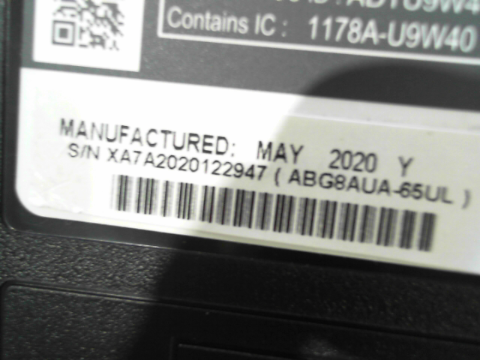 Contains IC : 1178A-U9W40
MANUFACTURED: MAY 2020 Y
S/N XA7A2020122947 ( ABG8AUA-65UL )